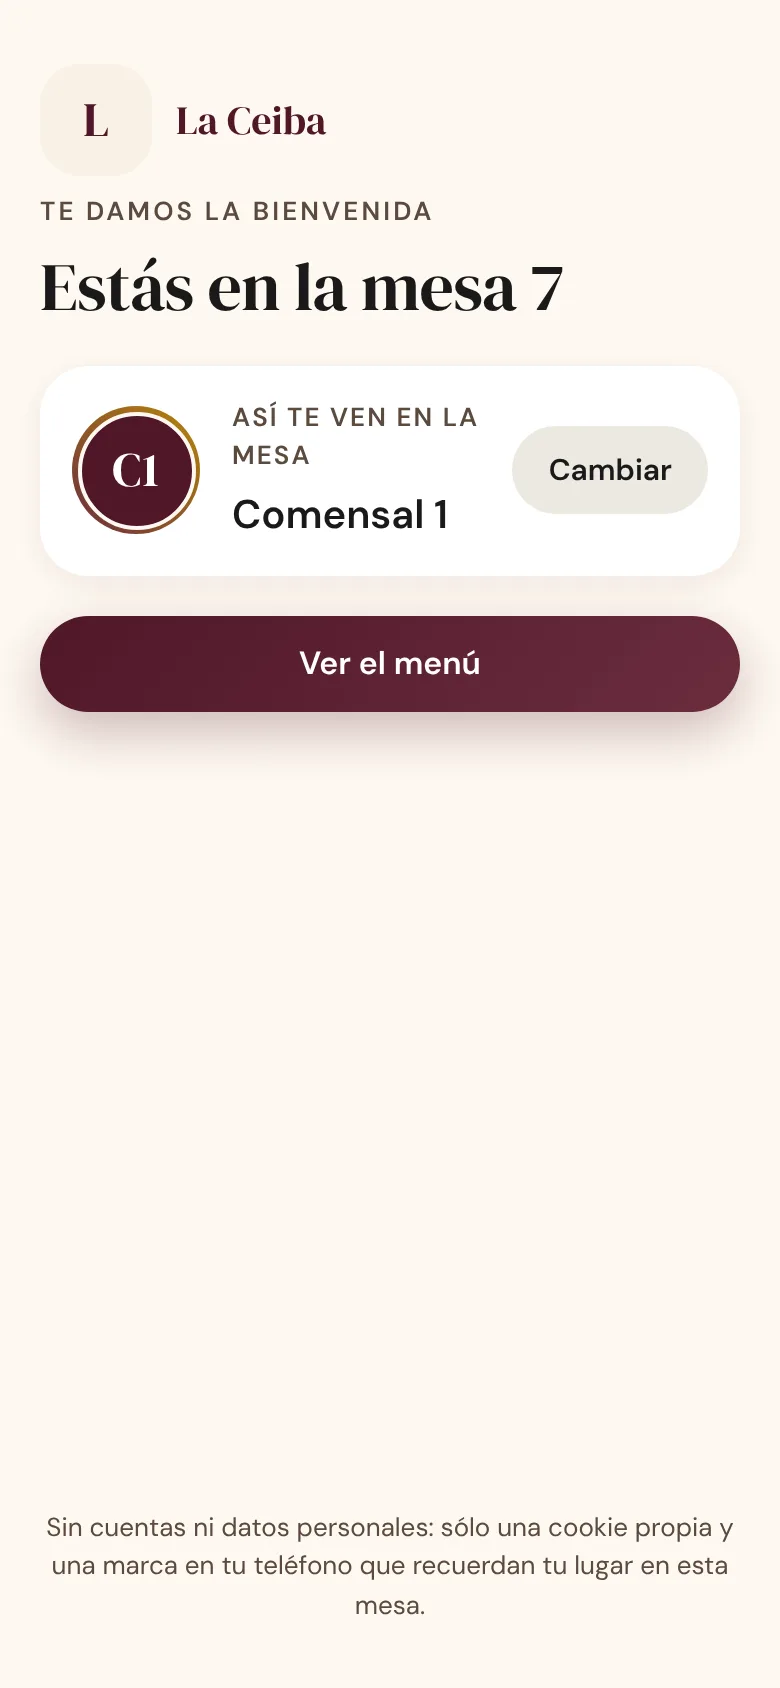 L
La Ceiba
TE DAMOS LA BIENVENIDA
Estás en la mesa 7
C1
ASÍ TE VEN EN LA
MESA
Comensal 1
Cambiar
Ver el menú
Sin cuentas ni datos personales: sólo una cookie propia y
una marca en tu teléfono que recuerdan tu lugar en esta
mesa.